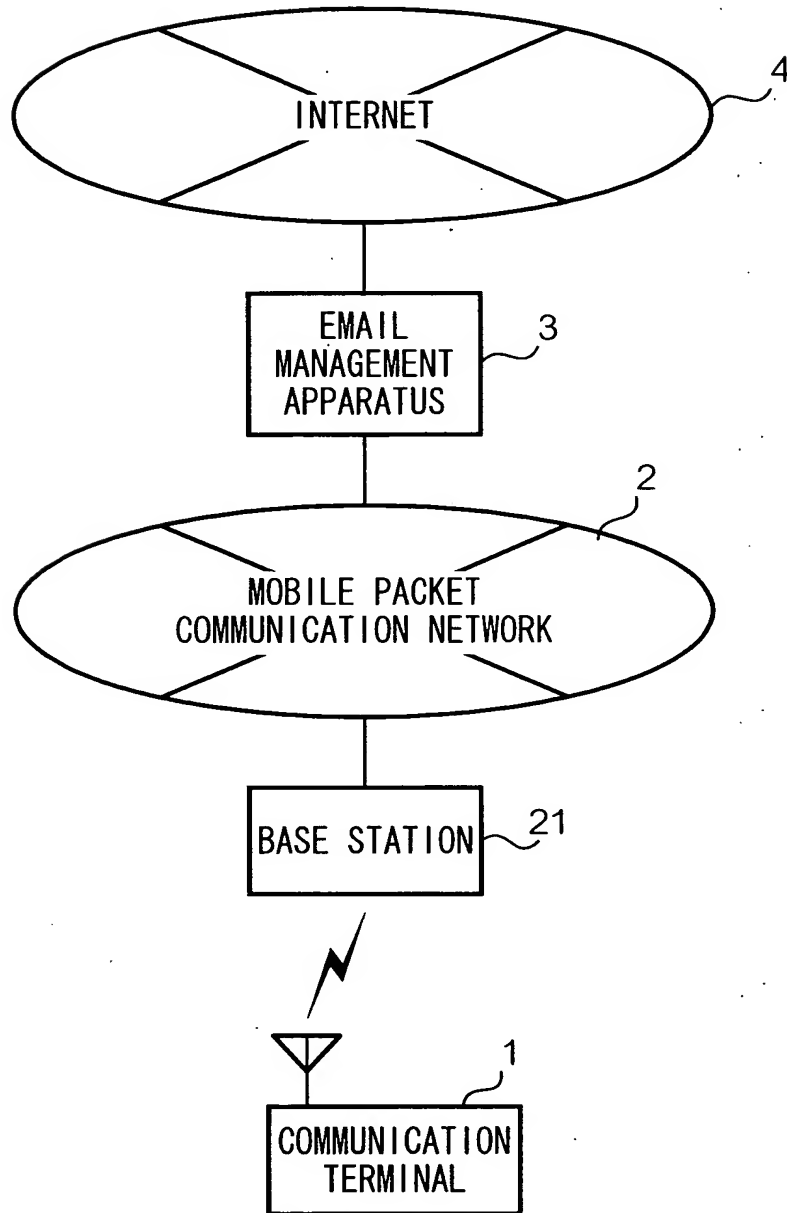 INTERNET
4
EMAIL
MANAGEMENT
APPARATUS
3
2
MOBILE PACKET
COMMUNICATION NETWORK
BASE STATION
21
1
COMMUNICATION
TERMINAL